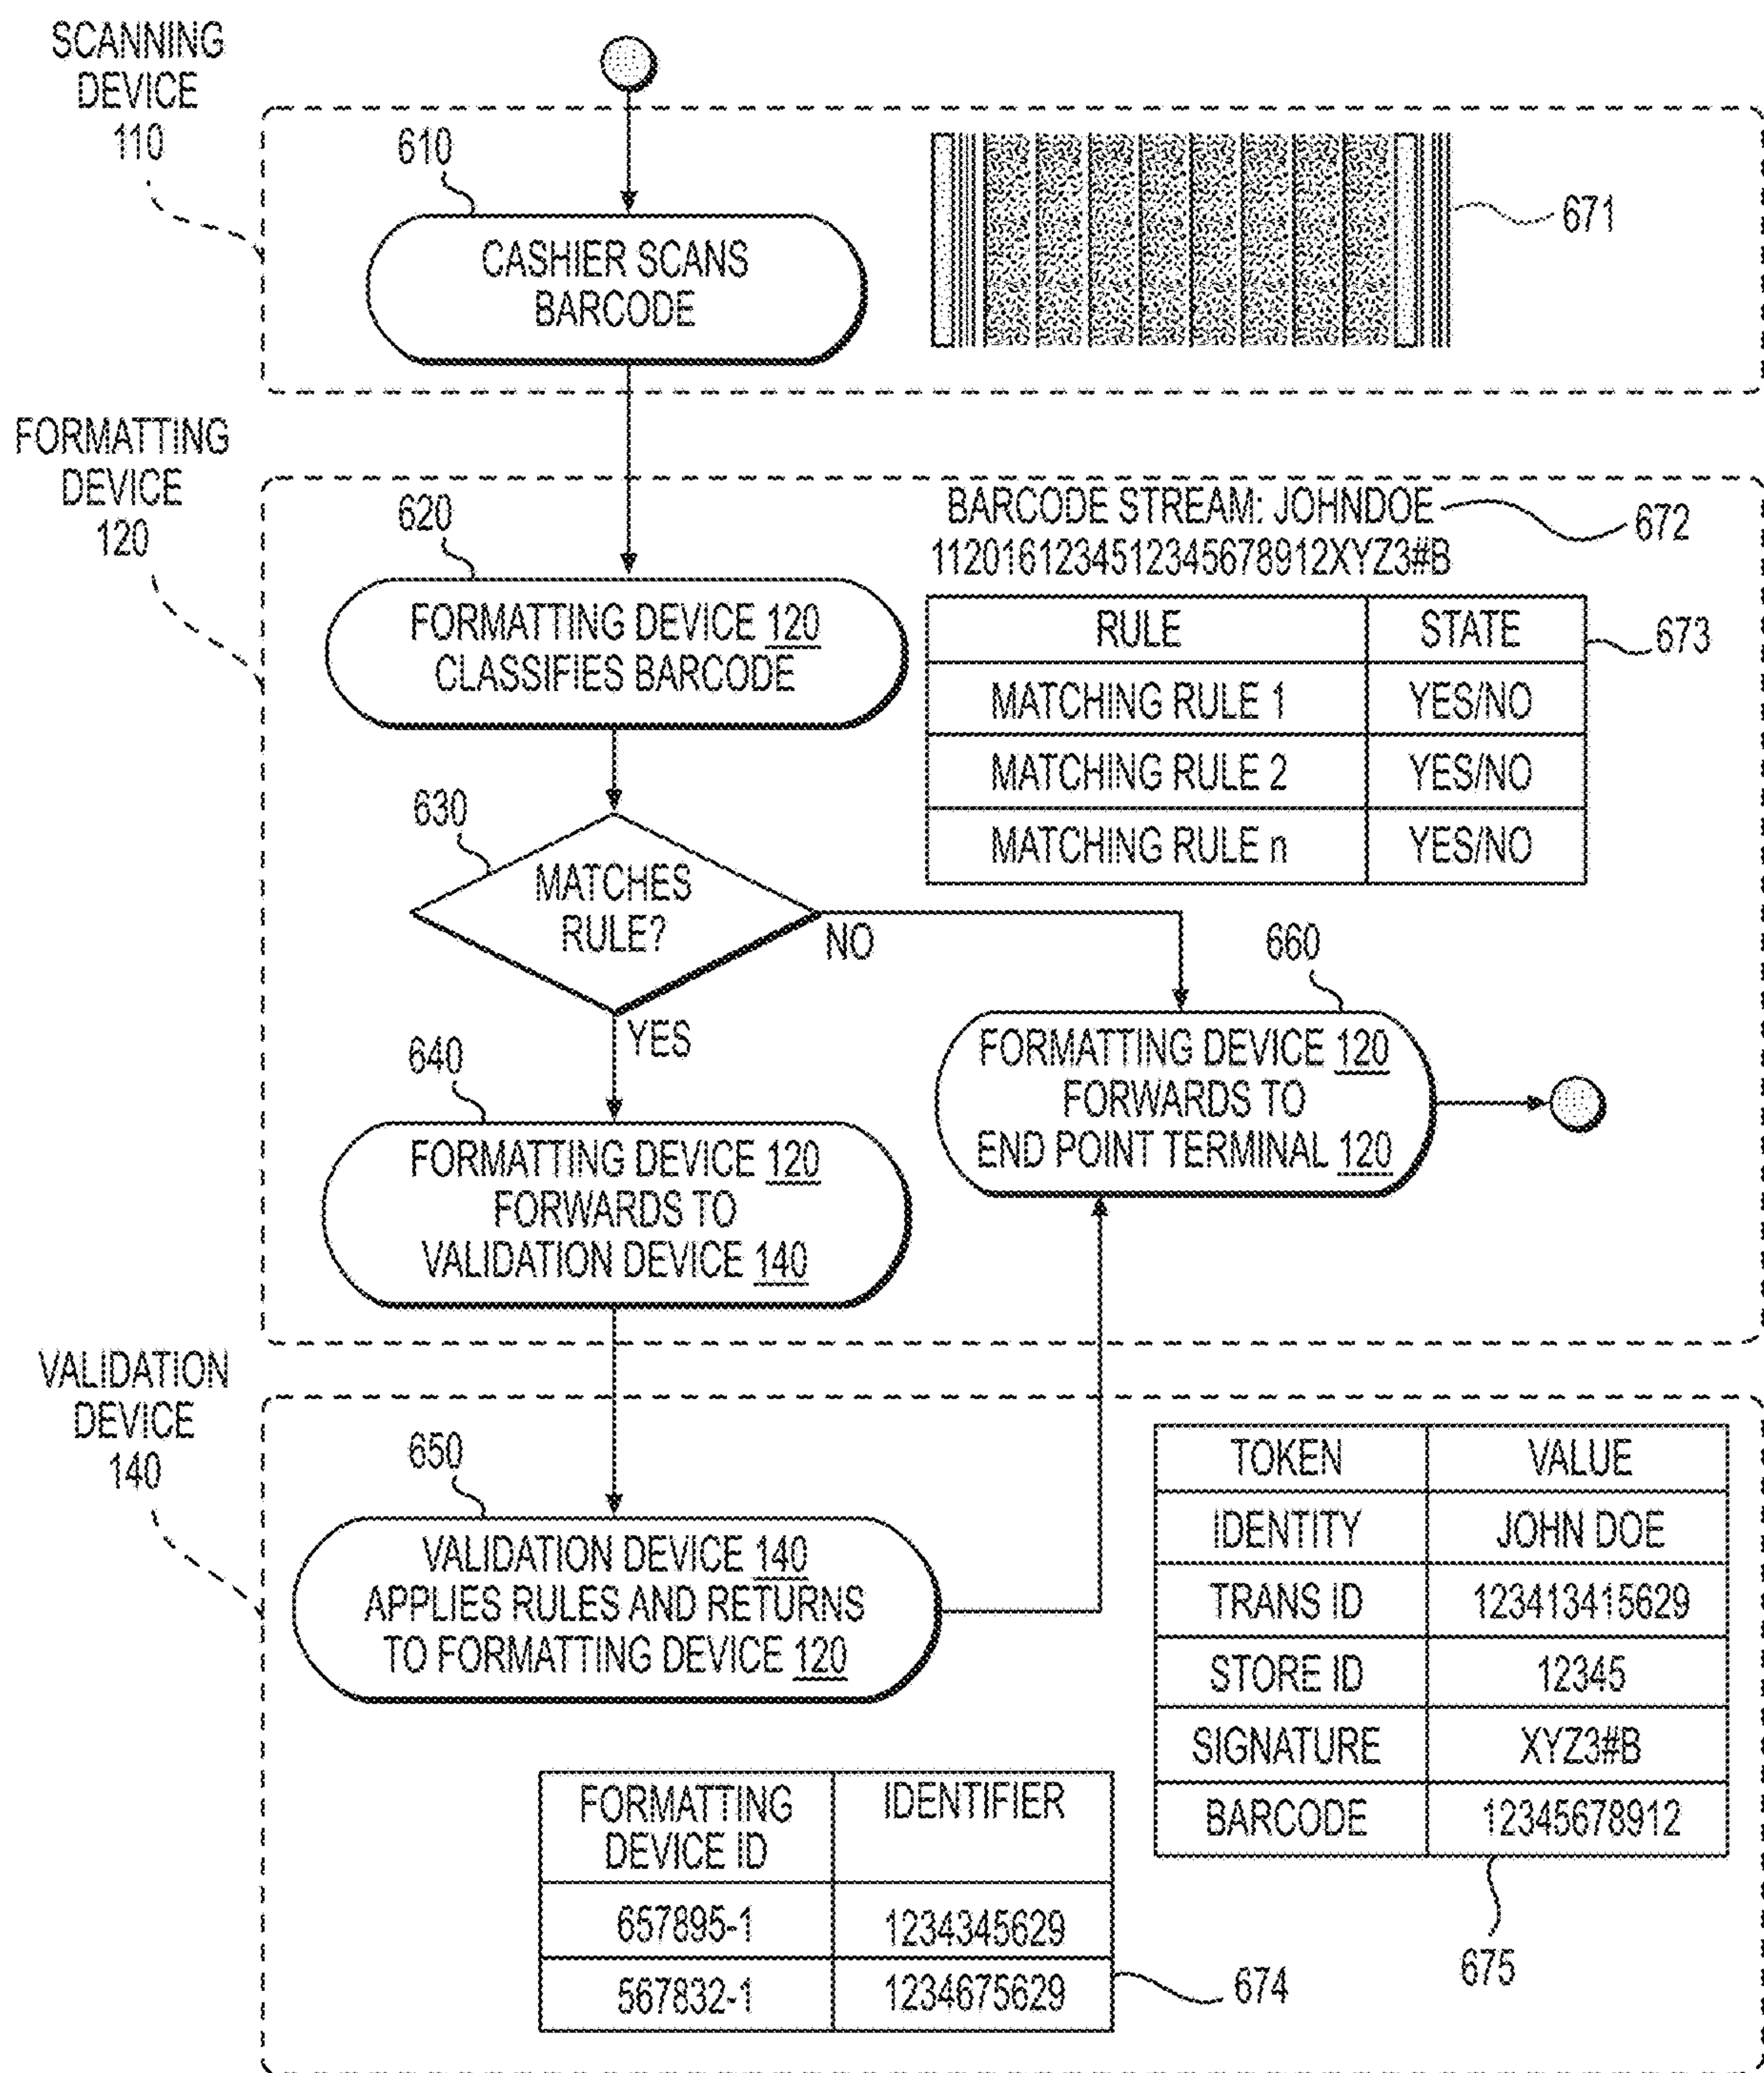 SCANNING
DEVICE
110
610
CASHIER SCANS
BARCODE
671
FORMATTING
DEVICE
120
620
FORMATTING DEVICE 120
CLASSIFIES BARCODE
BARCODE STREAM: JOHNDOE
1120161234512345678912XYZ3#B
672
RULE STATE
MATCHING RULE 1 YES/NO
MATCHING RULE 2 YES/NO
MATCHING RULE n YES/NO
673
630
MATCHES
RULE?
NO
YES
640
FORMATTING DEVICE 120
FORWARDS TO
VALIDATION DEVICE 140
660
FORMATTING DEVICE 120
FORWARDS TO
END POINT TERMINAL 120
VALIDATION
DEVICE
140
650
VALIDATION DEVICE 140
APPLIES RULES AND RETURNS
TO FORMATTING DEVICE 120
TOKEN VALUE
IDENTITY JOHN DOE
TRANS ID 123413415629
STORE ID 12345
SIGNATURE XYZ3#B
BARCODE 12345678912
675
FORMATTING IDENTIFIER
DEVICE ID
657895-1 1234345629
567832-1 1234675629
674